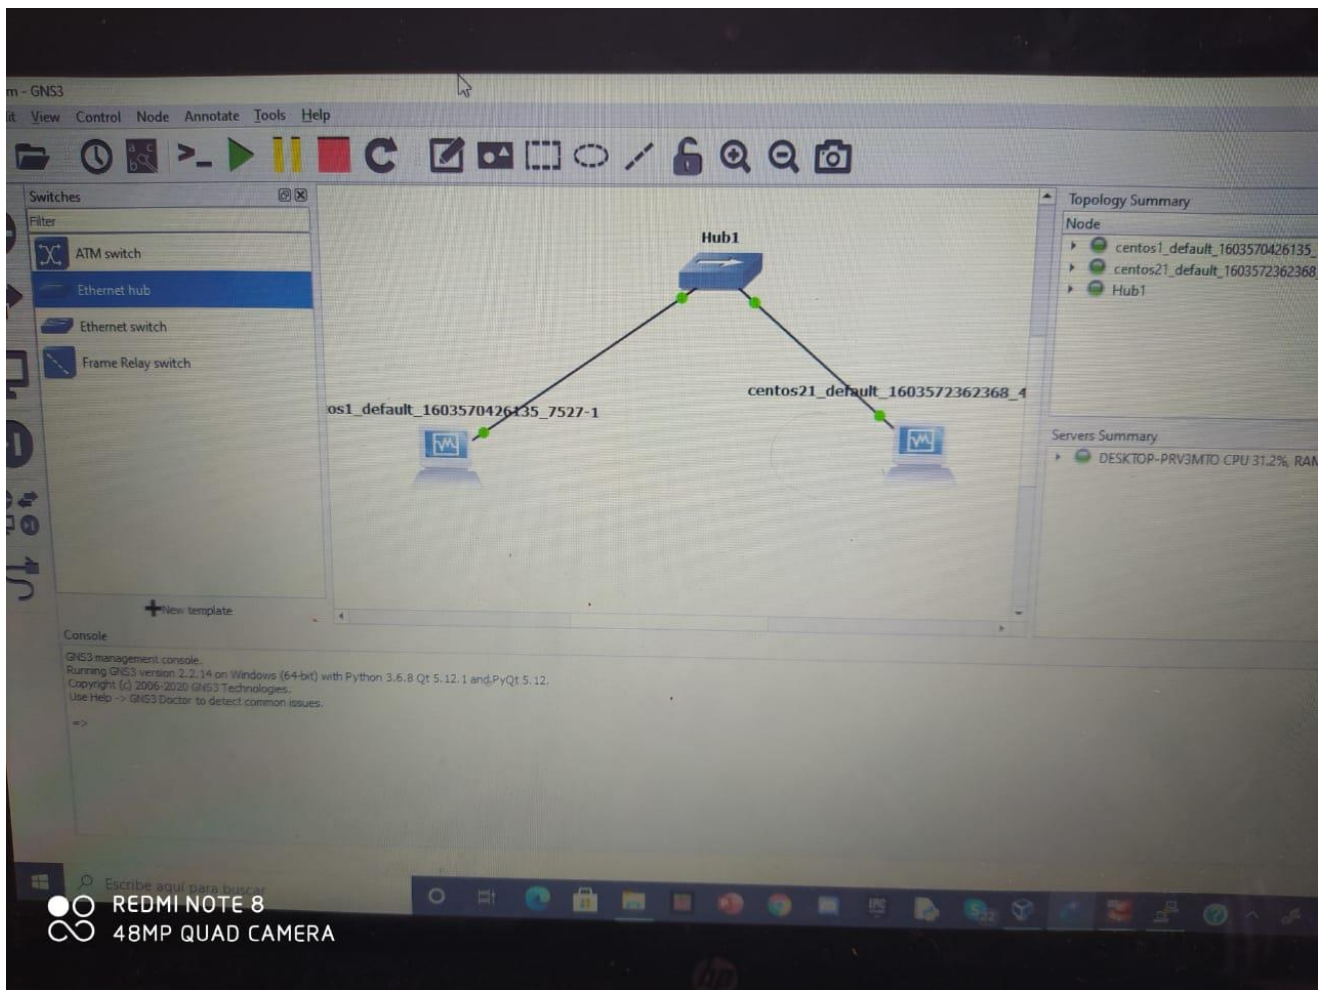 m - GNS3
it View Control Node Annotate Tools Help
Switches
Filter
ATM switch
Ethernet hub
Ethernet switch
Frame Relay switch
New template
Hub1
os1_default_1603570426135_7527-1
centos21_default_1603572362368_4
Topology Summary
Node
centos1_default_1603570426135_
centos21_default_1603572362368
Hub1
Servers Summary
DESKTOP-PRV3MTO CPU 31.2%, RAM
Console
GNS3 management console.
Running GNS3 version 2.2.14 on Windows (64-bit) with Python 3.6.8 Qt 5.12.1 and PyQt 5.12.
Copyright (c) 2006-2020 GNS3 Technologies.
Use Help -> GNS3 Doctor to detect common issues.
=>
Escribe aquí para buscar
REDMI NOTE 8
48MP QUAD CAMERA
hp